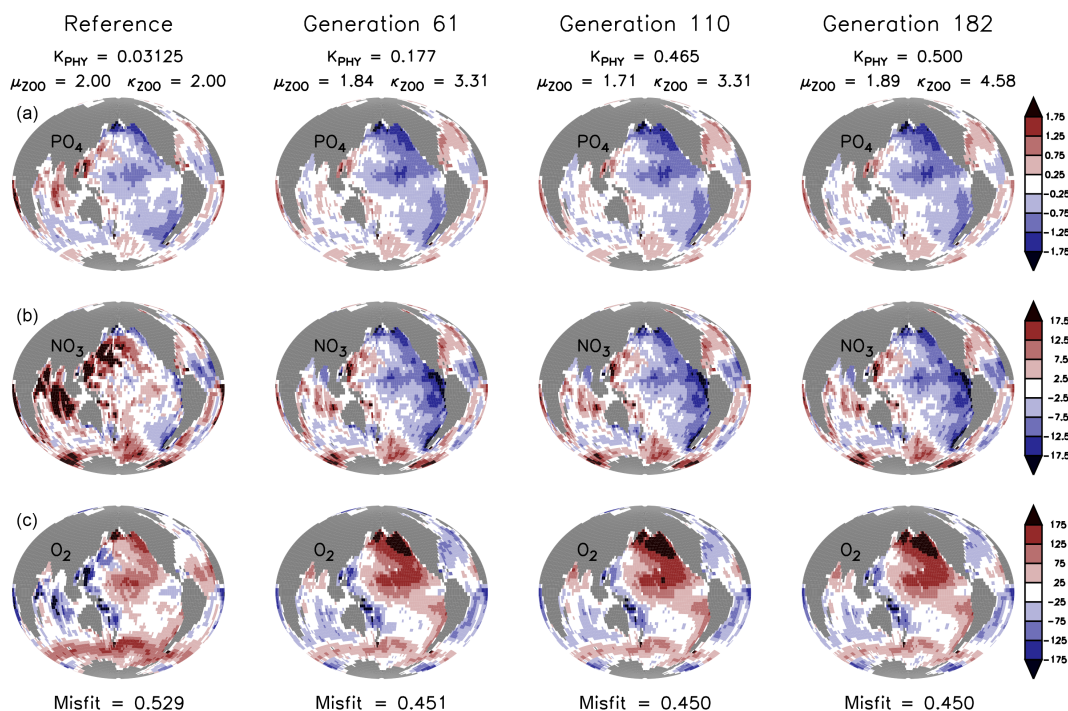 Reference Generation 61 Generation 110 Generation 182
K_PHY = 0.03125 K_PHY = 0.177 K_PHY = 0.465 K_PHY = 0.500
μ_ZOO = 2.00 κ_ZOO = 2.00 μ_ZOO = 1.84 κ_ZOO = 3.31 μ_ZOO = 1.71 κ_ZOO = 3.31 μ_ZOO = 1.89 κ_ZOO = 4.58
(a)
PO₄ PO₄ PO₄ PO₄
1.75
1.25
0.75
0.25
-0.25
-0.75
-1.25
-1.75
(b)
NO₃ NO₃ NO₃ NO₃
17.5
12.5
7.5
2.5
-2.5
-7.5
-12.5
-17.5
(c)
O₂ O₂ O₂ O₂
175
125
75
25
-25
-75
-125
-175
Misfit = 0.529 Misfit = 0.451 Misfit = 0.450 Misfit = 0.450